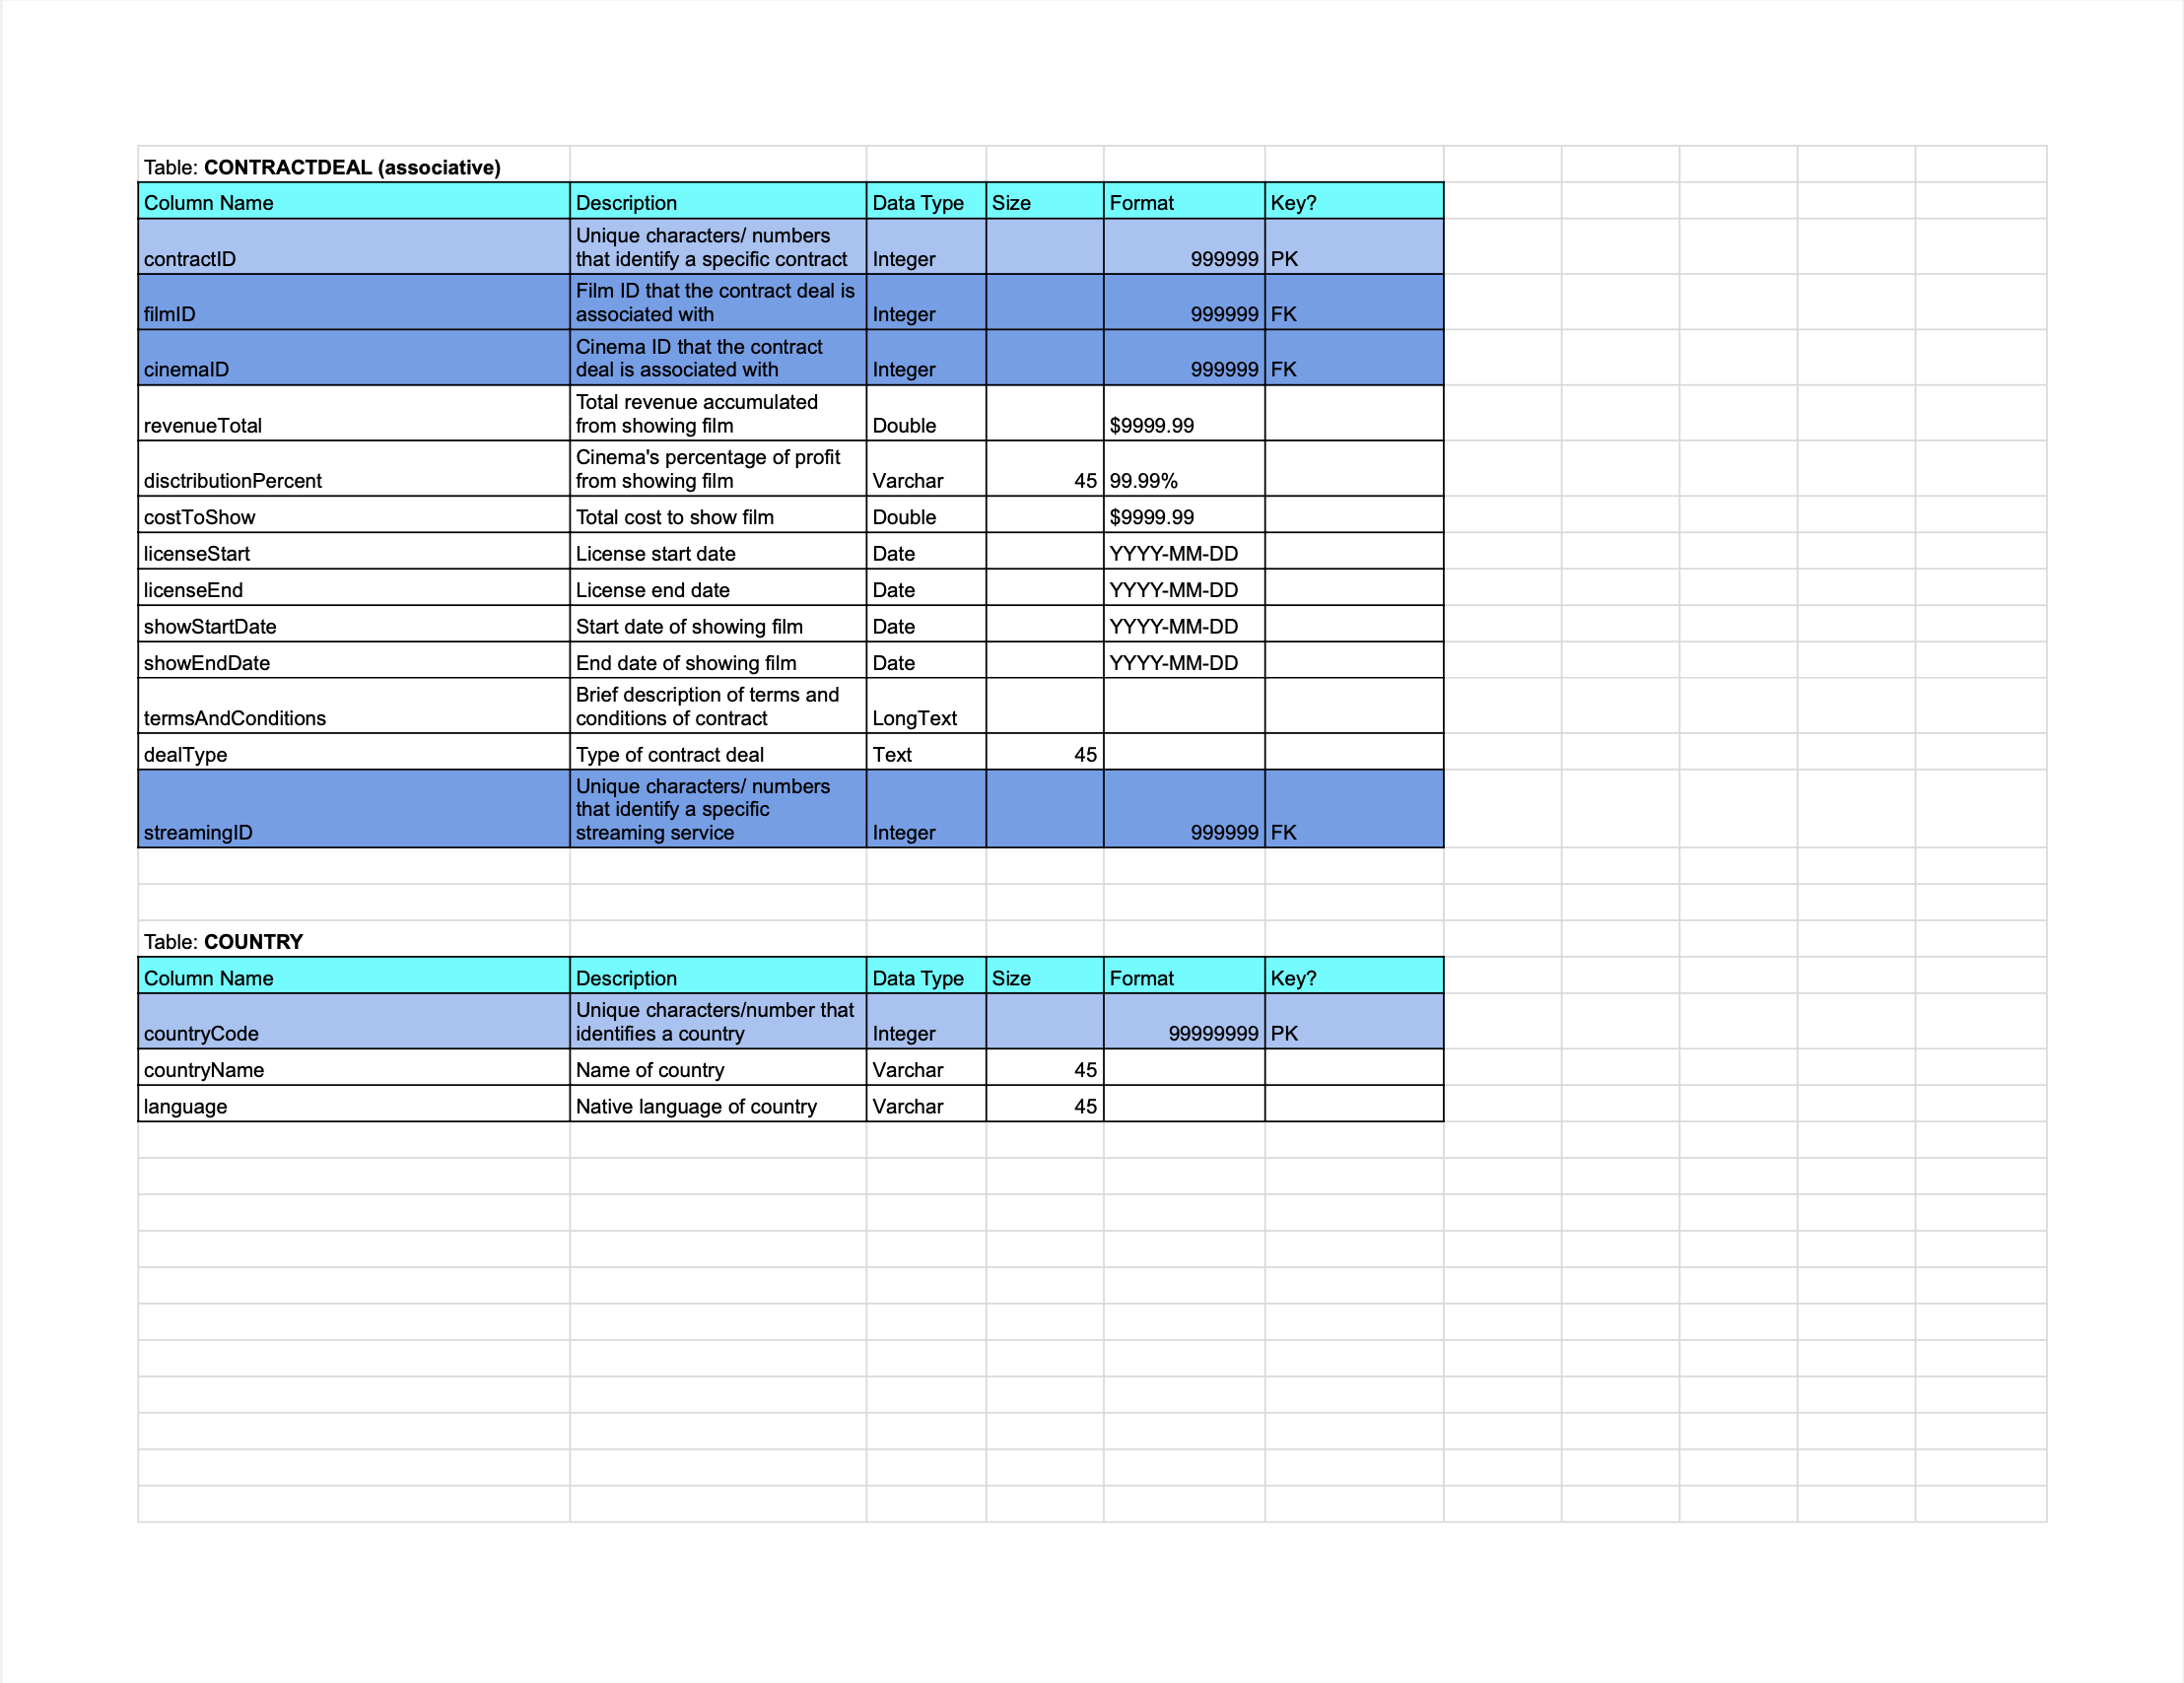 Table: CONTRACTDEAL (associative)
Column Name Description Data Type Size Format Key?
Unique characters/ numbers
contractID that identify a specific contract Integer 999999 PK
Film ID that the contract deal is
filmID associated with Integer 999999 FK
Cinema ID that the contract
cinemaID deal is associated with Integer 999999 FK
Total revenue accumulated
revenueTotal from showing film Double $9999.99
Cinema's percentage of profit
disctributionPercent from showing film Varchar 45 99.99%
costToShow Total cost to show film Double $9999.99
licenseStart License start date Date YYYY-MM-DD
licenseEnd License end date Date YYYY-MM-DD
showStartDate Start date of showing film Date YYYY-MM-DD
showEndDate End date of showing film Date YYYY-MM-DD
Brief description of terms and
termsAndConditions conditions of contract LongText
dealType Type of contract deal Text 45
Unique characters/ numbers
that identify a specific
streamingID streaming service Integer 999999 FK
Table: COUNTRY
Column Name Description Data Type Size Format Key?
Unique characters/number that
countryCode identifies a country Integer 99999999 PK
countryName Name of country Varchar 45
language Native language of country Varchar 45